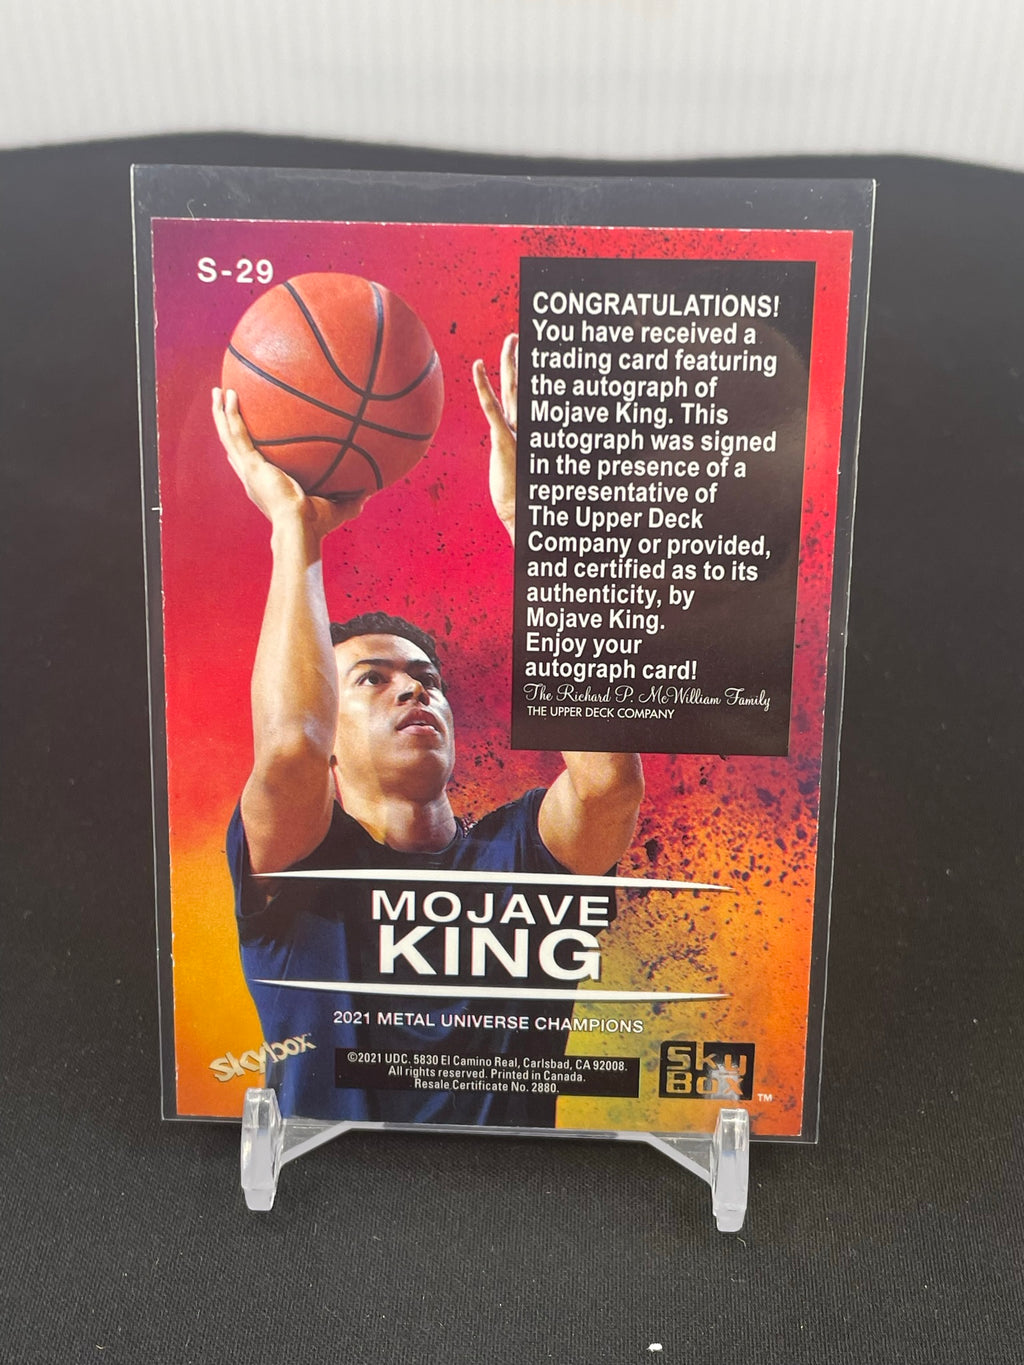 S-29
CONGRATULATIONS!
You have received a
trading card featuring
the autograph of
Mojave King. This
autograph was signed
in the presence of a
representative of
The Upper Deck
Company or provided,
and certified as to its
authenticity, by
Mojave King.
Enjoy your
autograph card!
The Richard P. McWilliam Family
THE UPPER DECK COMPANY
MOJAVE
KING
2021 METAL UNIVERSE CHAMPIONS
skybox
©2021 UDC. 5830 El Camino Real, Carlsbad, CA 92008.
All rights reserved. Printed in Canada.
Resale Certificate No. 2880.
Sky
Box ™